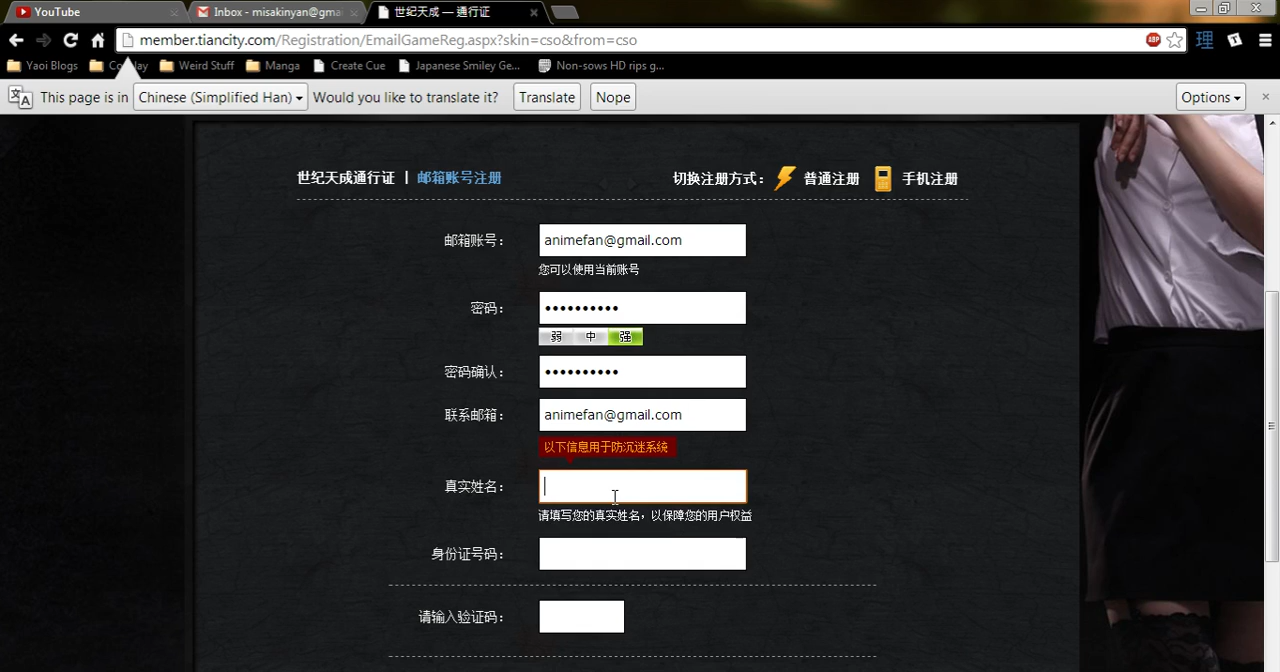 YouTube
Inbox - misakinyan@gma
世纪天成 — 通行证
member.tiancity.com/Registration/EmailGameReg.aspx?skin=cso&from=cso
ABP
理
T
Yaoi Blogs
Weird Stuff
Manga
Create Cue
Japanese Smiley Ge...
Non-sows HD rips g...
This page is in Chinese (Simplified Han) Would you like to translate it? Translate Nope Options
世纪天成通行证 | 邮箱账号注册
切换注册方式： 普通注册 手机注册
邮箱账号： animefan@gmail.com
您可以使用当前账号
密码： ••••••••••
弱 中 强
密码确认： ••••••••••
联系邮箱： animefan@gmail.com
以下信息用于防沉迷系统
真实姓名：
请填写您的真实姓名，以保障您的用户权益
身份证号码：
请输入验证码：